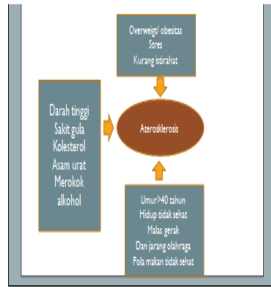 Overweigt/ obesitas
Stres
Kurang istirahat
Darah tinggi
Sakit gula
Kolesterol
Asam urat
Merokok
alkohol
Aterosklerosis
Umur>40 tahun
Hidup tidak sehat
Malas gerak
Dan jarang olahraga
Pola makan tidak sehat